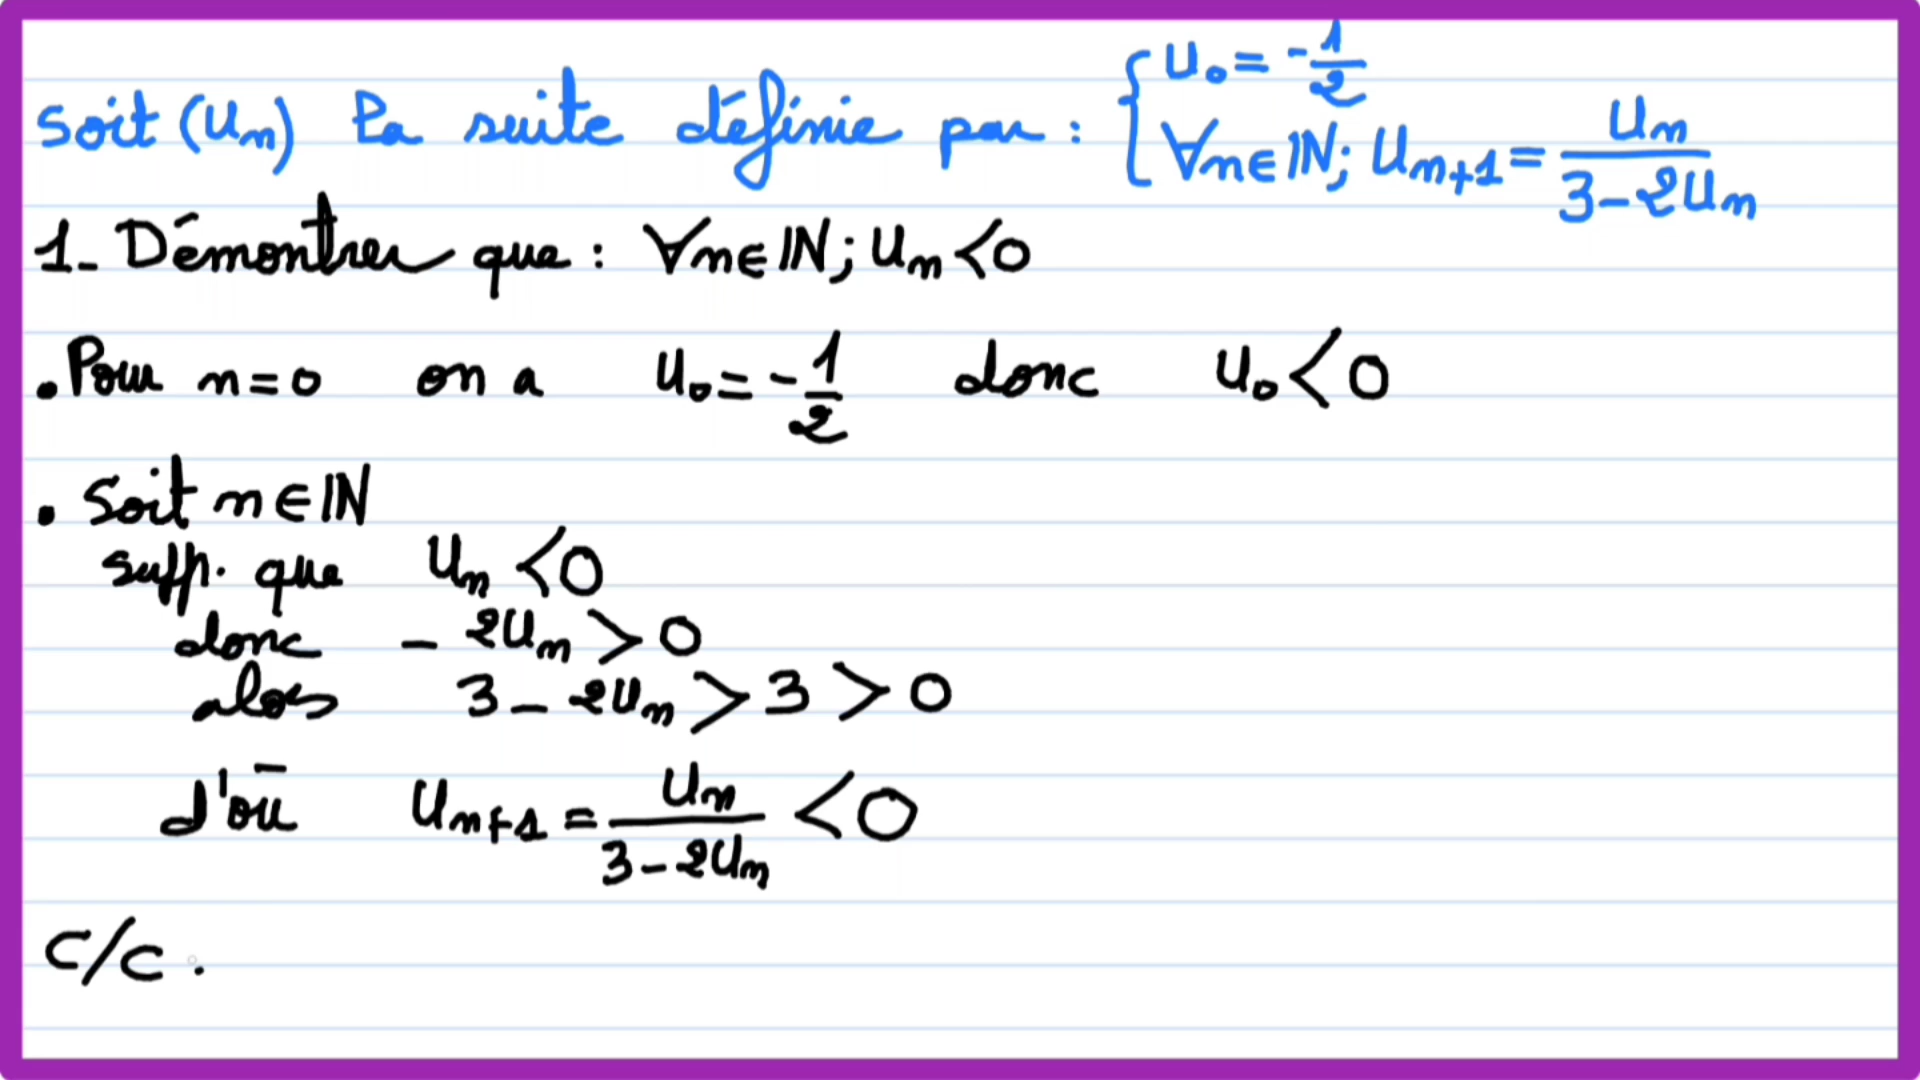 Soit (Un) la suite définie par : { U₀ = -1/2
∀n∈ℕ; Un+1 = Un/(3-2Un)
1- Démontrer que : ∀n∈ℕ; Un < 0
• Pour n=0 on a U₀ = -1/2 donc U₀ < 0
• Soit n∈ℕ
supp. que Un < 0
donc - 2Un > 0
alors 3 - 2Un > 3 > 0
d'où Un+1 = Un/(3-2Un) < 0
C/C :